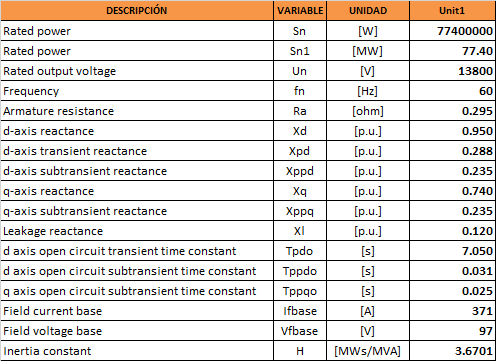 DESCRIPCIÓN VARIABLE UNIDAD Unit1
Rated power Sn [W] 77400000
Rated power Sn1 [MW] 77.40
Rated output voltage Un [V] 13800
Frequency fn [Hz] 60
Armature resistance Ra [ohm] 0.295
d-axis reactance Xd [p.u.] 0.950
d-axis transient reactance Xpd [p.u.] 0.288
d-axis subtransient reactance Xppd [p.u.] 0.235
q-axis reactance Xq [p.u.] 0.740
q-axis subtransient reactance Xppq [p.u.] 0.235
Leakage reactance Xl [p.u.] 0.120
d axis open circuit transient time constant Tpdo [s] 7.050
d axis open circuit subtransient time constant Tppdo [s] 0.031
q axis open circuit subtransient time constant Tppqo [s] 0.025
Field current base Ifbase [A] 371
Field voltage base Vfbase [V] 97
Inertia constant H [MWs/MVA] 3.6701